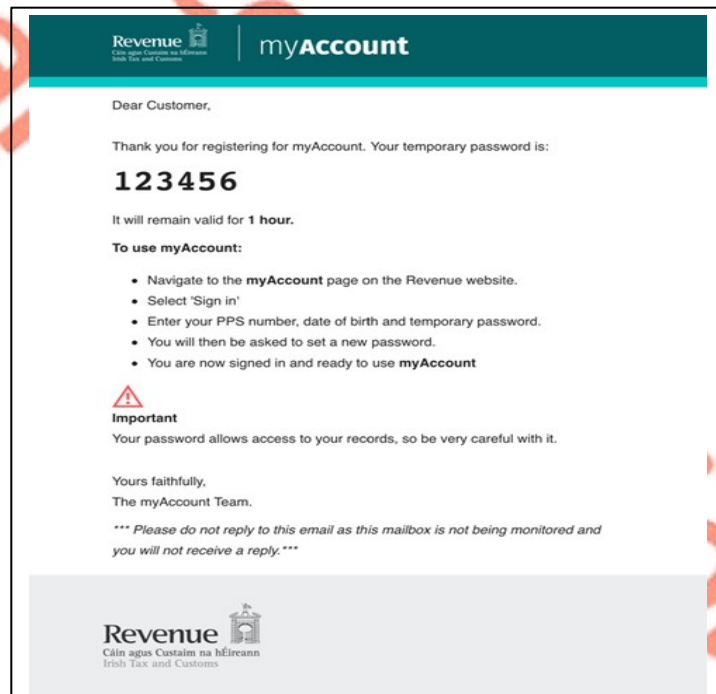 Revenue
Cáin agus Custaim na hÉireann
Irish Tax and Customs
myAccount
Dear Customer,
Thank you for registering for myAccount. Your temporary password is:
123456
It will remain valid for 1 hour.
To use myAccount:
• Navigate to the myAccount page on the Revenue website.
• Select 'Sign in'
• Enter your PPS number, date of birth and temporary password.
• You will then be asked to set a new password.
• You are now signed in and ready to use myAccount
Important
Your password allows access to your records, so be very careful with it.
Yours faithfully,
The myAccount Team.
*** Please do not reply to this email as this mailbox is not being monitored and
you will not receive a reply.***
Revenue
Cáin agus Custaim na hÉireann
Irish Tax and Customs